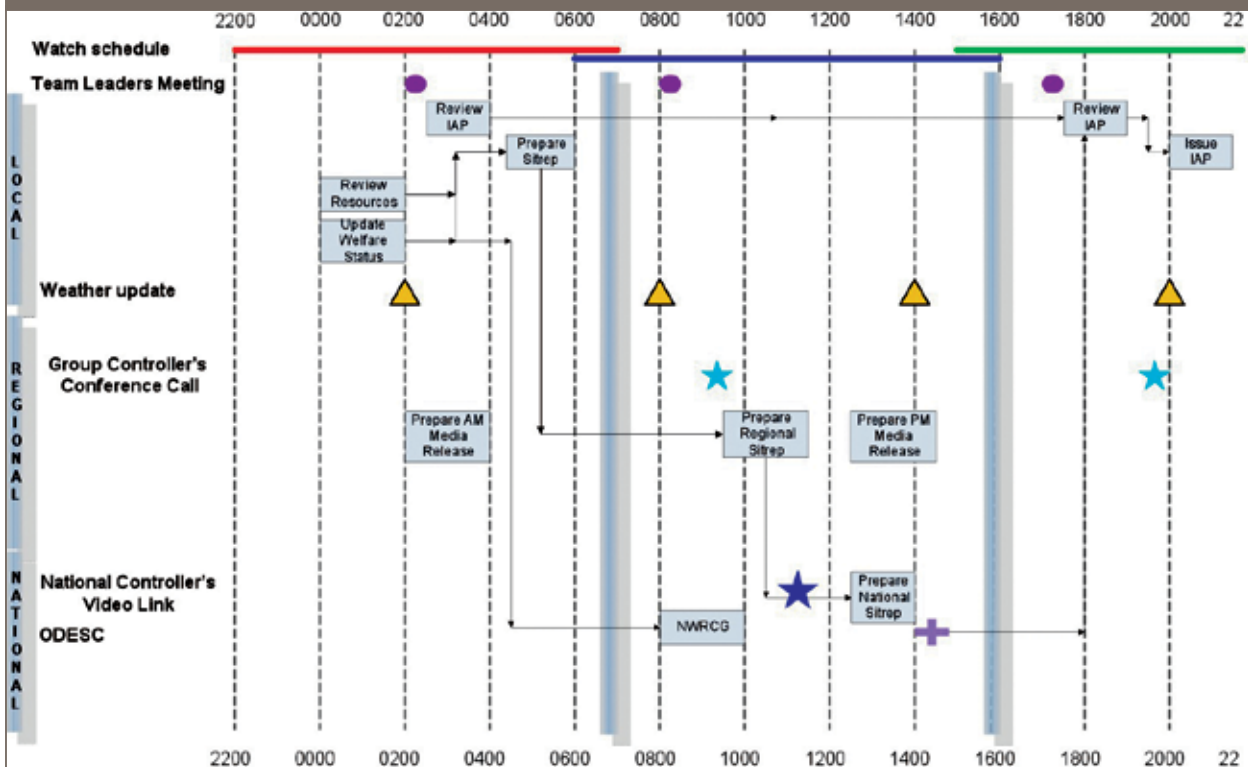 2200 0000 0200 0400 0600 0800 1000 1200 1400 1600 1800 2000 22
Watch schedule
Team Leaders Meeting
LOCAL
Review
IAP
Review
IAP
Prepare
Sitrep
Issue
IAP
Review
Resources
Update
Welfare
Status
Weather update
REGIONAL
Group Controller's
Conference Call
Prepare AM
Media
Release
Prepare
Regional
Sitrep
Prepare PM
Media
Release
NATIONAL
National Controller's
Video Link
Prepare
National
Sitrep
ODESC
NWRCG
2200 0000 0200 0400 0600 0800 1000 1200 1400 1600 1800 2000 22